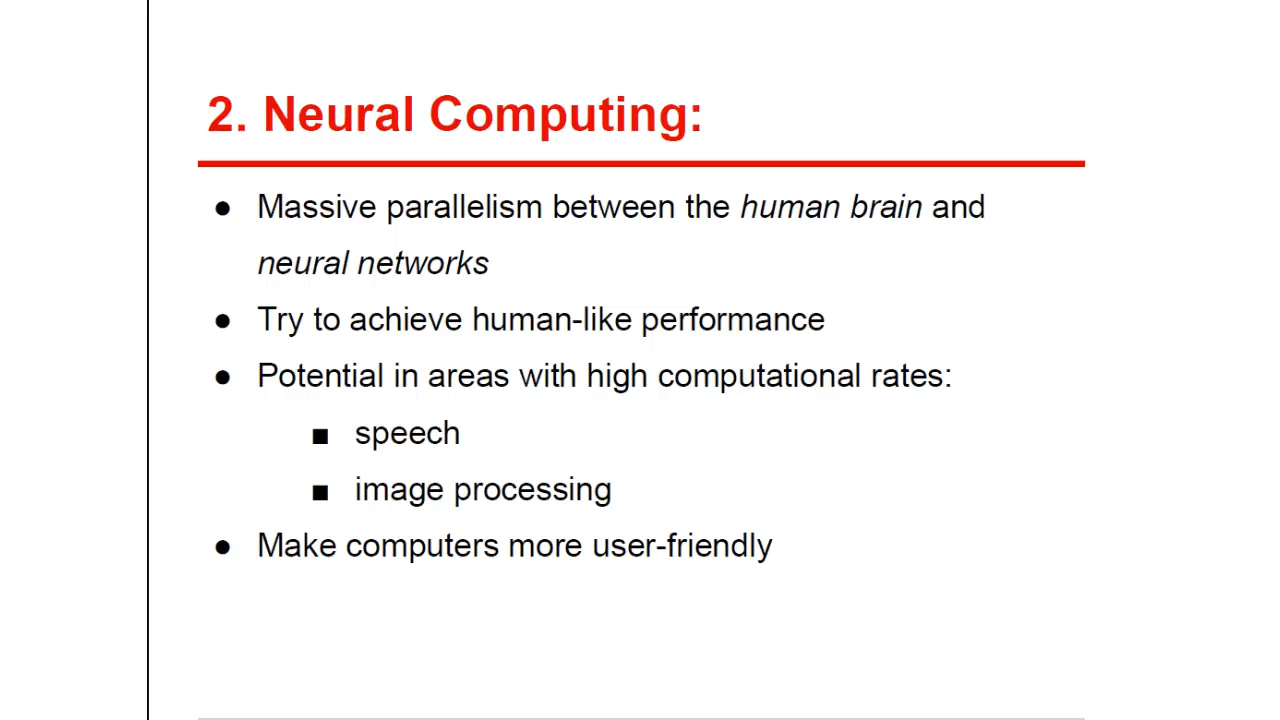 2. Neural Computing:
● Massive parallelism between the human brain and
neural networks
● Try to achieve human-like performance
● Potential in areas with high computational rates:
■ speech
■ image processing
● Make computers more user-friendly